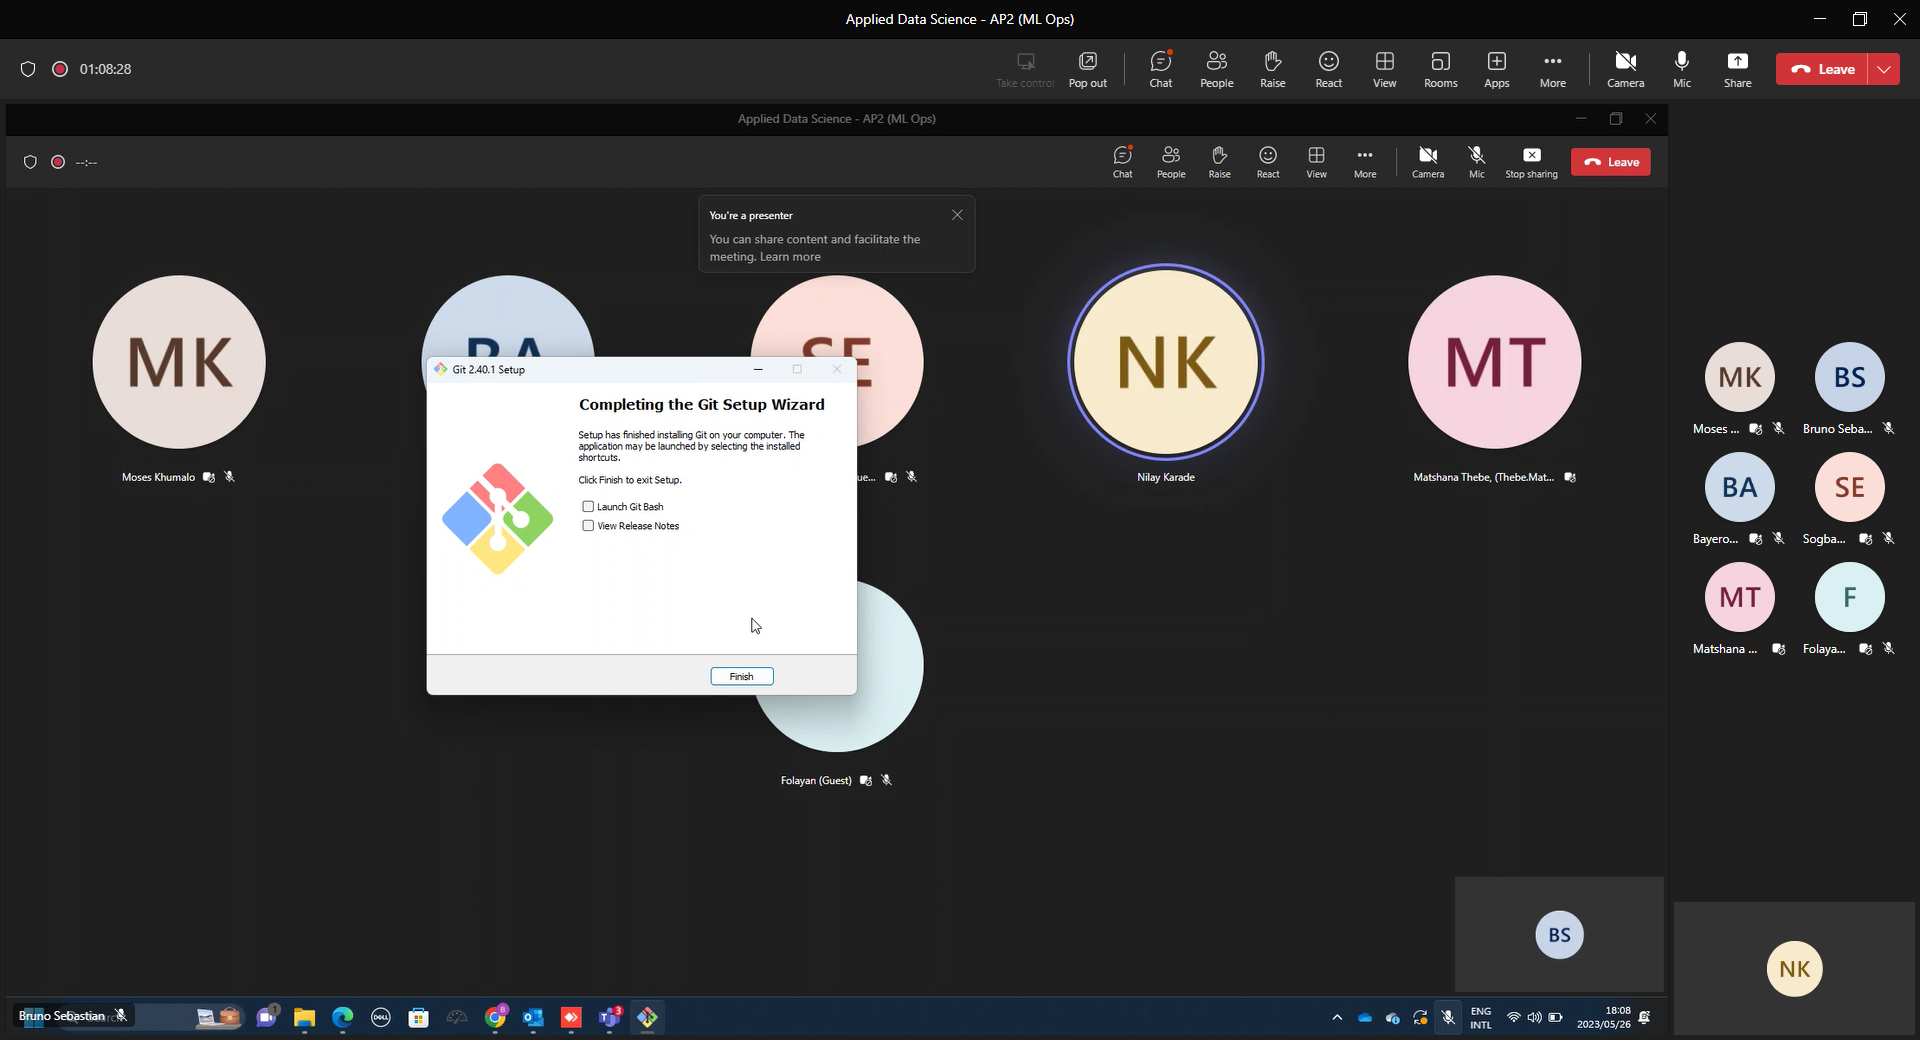 Applied Data Science - AP2 (ML Ops)
01:08:28
Take control
Pop out
Chat
People
Raise
React
View
Rooms
Apps
More
Camera
Mic
Share
Leave
Applied Data Science - AP2 (ML Ops)
--:--
Chat
People
Raise
React
View
More
Camera
Mic
Stop sharing
Leave
You're a presenter
You can share content and facilitate the
meeting. Learn more
MK
Moses Khumalo
BA
SE
ue...
NK
Nilay Karade
MT
Matshana Thebe, (Thebe.Mat...
Git 2.40.1 Setup
Completing the Git Setup Wizard
Setup has finished installing Git on your computer. The
application may be launched by selecting the installed
shortcuts.
Click Finish to exit Setup.
Launch Git Bash
View Release Notes
Finish
Folayan (Guest)
MK
Moses ...
BS
Bruno Seba...
BA
Bayero...
SE
Sogba...
MT
Matshana ...
F
Folaya...
BS
NK
Bruno Sebastian
1
DELL
B
3
ENG
INTL
18:08
2023/05/26